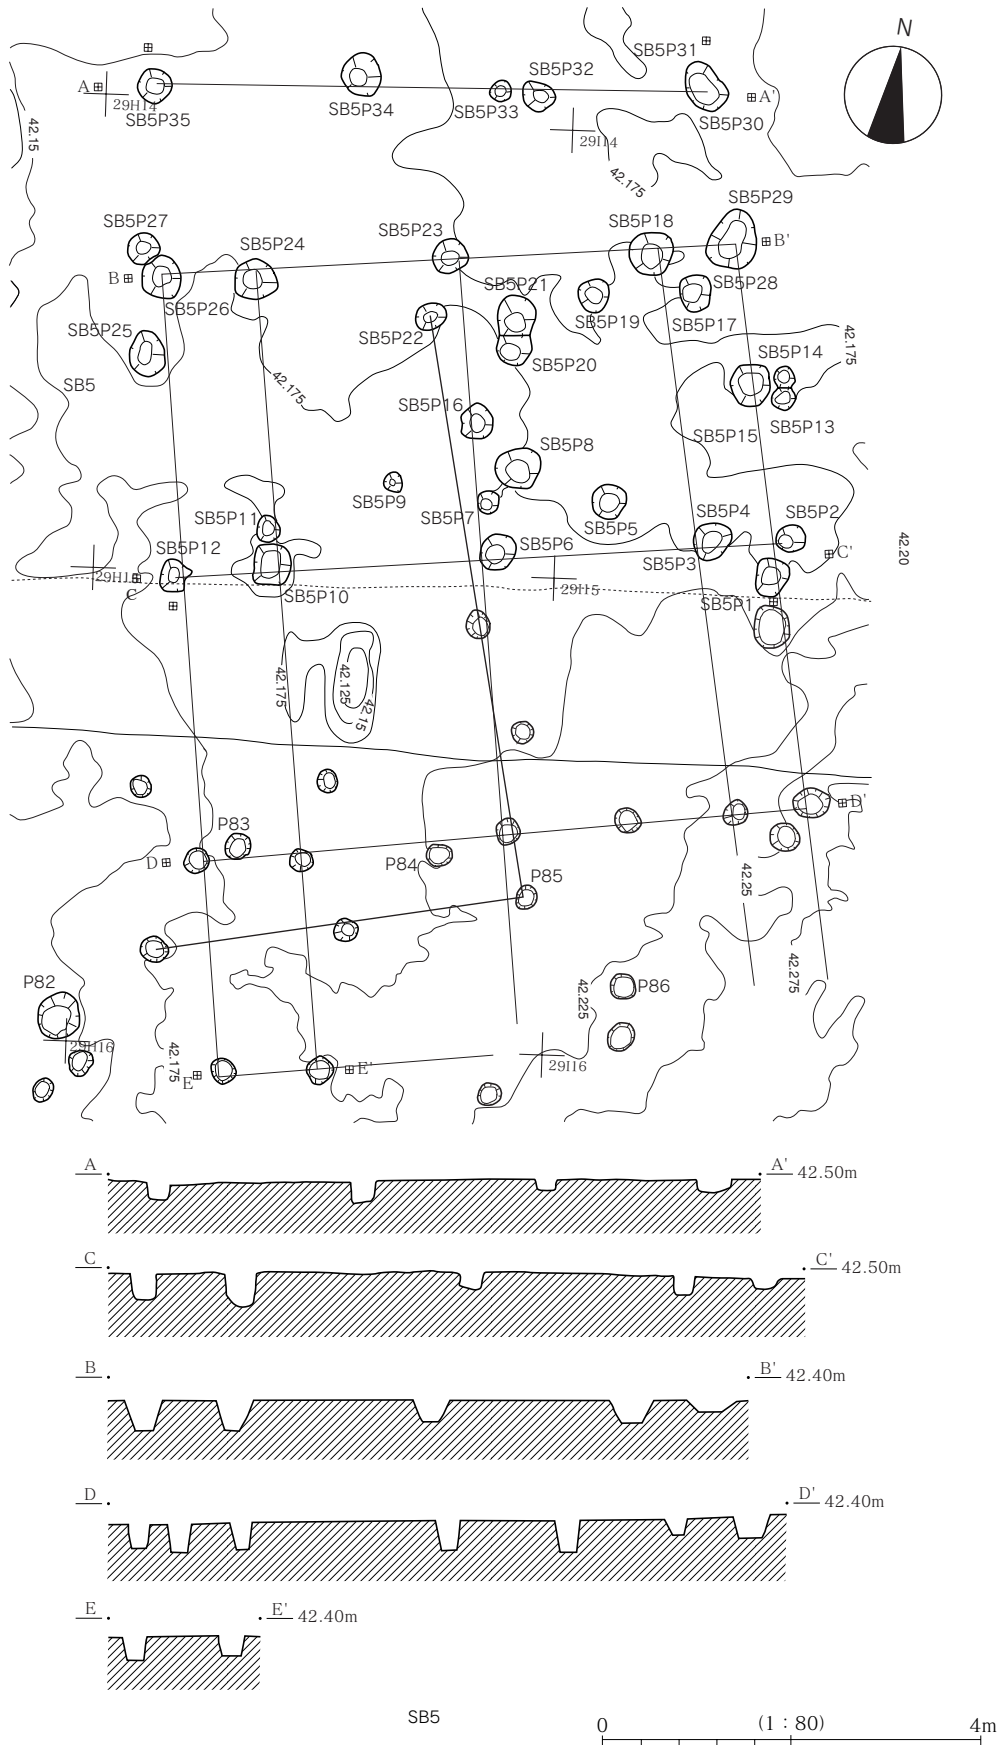 N
SB5P31
A
SB5P32
A'
29H14
SB5P35
SB5P34
SB5P33
SB5P30
42.15
29I14
42.175
SB5P29
SB5P27
SB5P24
SB5P23
SB5P18
B'
B
SB5P21
SB5P28
SB5P26
SB5P25
SB5P22
SB5P19
SB5P17
SB5P20
SB5P14
42.175
SB5
42.175
SB5P16
SB5P13
SB5P15
SB5P8
SB5P9
SB5P11
SB5P7
SB5P5
SB5P4
SB5P2
SB5P12
SB5P6
SB5P3
C'
42.20
C
SB5P10
29I15
SB5P1
42.175
42.125
42.15
P83
D'
D
P84
P85
42.25
P82
42.225
P86
42.275
29H16
42.175
E
E'
29I16
A
A' 42.50m
C
C' 42.50m
B
B' 42.40m
D
D' 42.40m
E
E' 42.40m
SB5
0 (1：80) 4m